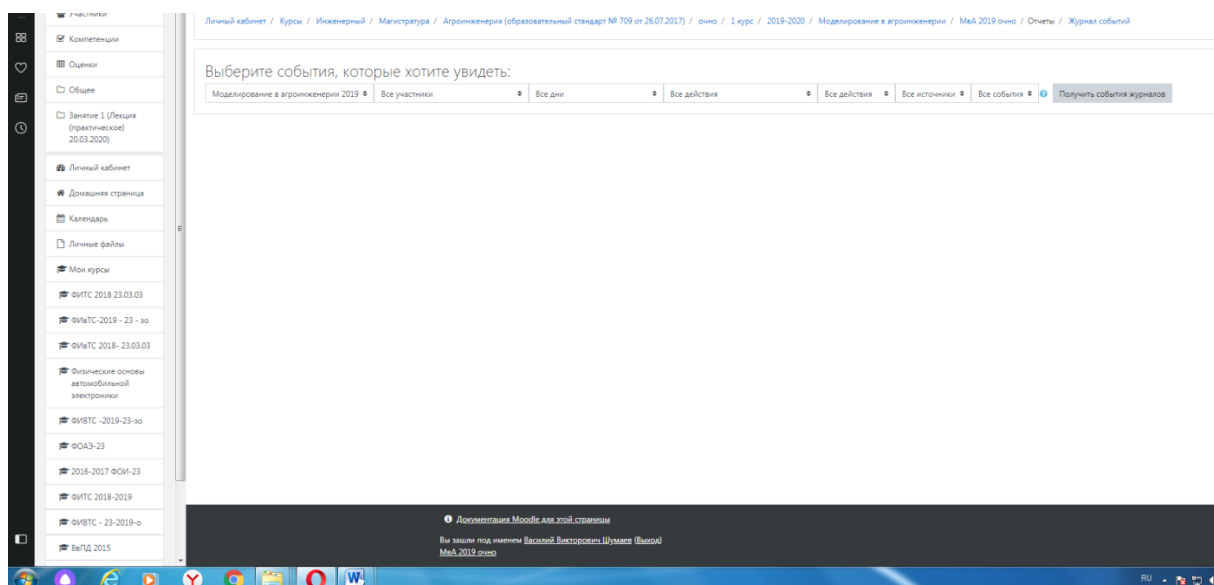 Участники
Компетенции
Оценки
Общее
Занятие 1 (Лекция
(практическое)
20.03.2020)
Личный кабинет
Домашняя страница
Календарь
Личные файлы
Мои курсы
ФИТС 2018 23.03.03
ФИвТС-2019 - 23 - зо
ФИвТС 2018- 23.03.03
Физические основы
автомобильной
электроники
ФИВТС -2019-23-зо
ФОАЭ-23
2016-2017 ФОИ-23
ФИТС 2018-2019
ФИВТС - 23-2019-о
ВвПД 2015
Личный кабинет / Курсы / Инженерный / Магистратура / Агроинженерия (образовательный стандарт № 709 от 26.07.2017) / очно / 1 курс / 2019-2020 / Моделирование в агроинженерии / МвА 2019 очно / Отчеты / Журнал событий
Выберите события, которые хотите увидеть:
Моделирование в агроинженерии 2019 Все участники Все дни Все действия Все действия Все источники Все события Получить события журналов
Документация Moodle для этой страницы
Вы зашли под именем Василий Викторович Шумаев (Выход)
МвА 2019 очно
RU